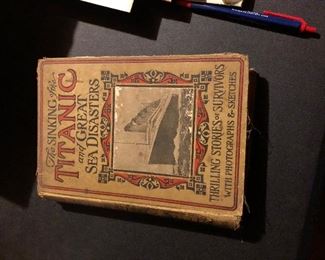 The SINKING of the
TITANIC
and GREAT
SEA DISASTERS
THRILLING STORIES of SURVIVORS
WITH PHOTOGRAPHS & SKETCHES